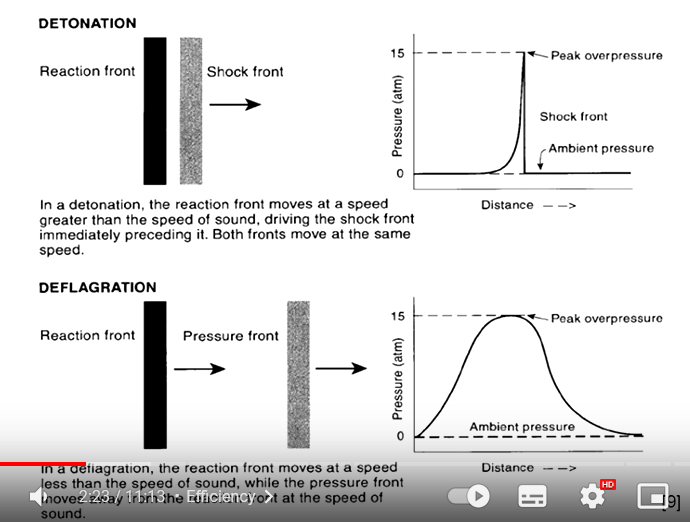 DETONATION
Reaction front
Shock front
15
Peak overpressure
Pressure (atm)
Shock front
Ambient pressure
0
Distance — —>
In a detonation, the reaction front moves at a speed
greater than the speed of sound, driving the shock front
immediately preceding it. Both fronts move at the same
speed.
DEFLAGRATION
Reaction front
Pressure front
15
Peak overpressure
Pressure (atm)
Ambient pressure
0
Distance — —>
In a deflagration, the reaction front moves at a speed
less than the speed of sound, while the pressure front
moves away from the reaction front at the speed of
sound.
2:23 / 11:13 • Efficiency >
HD
[9]